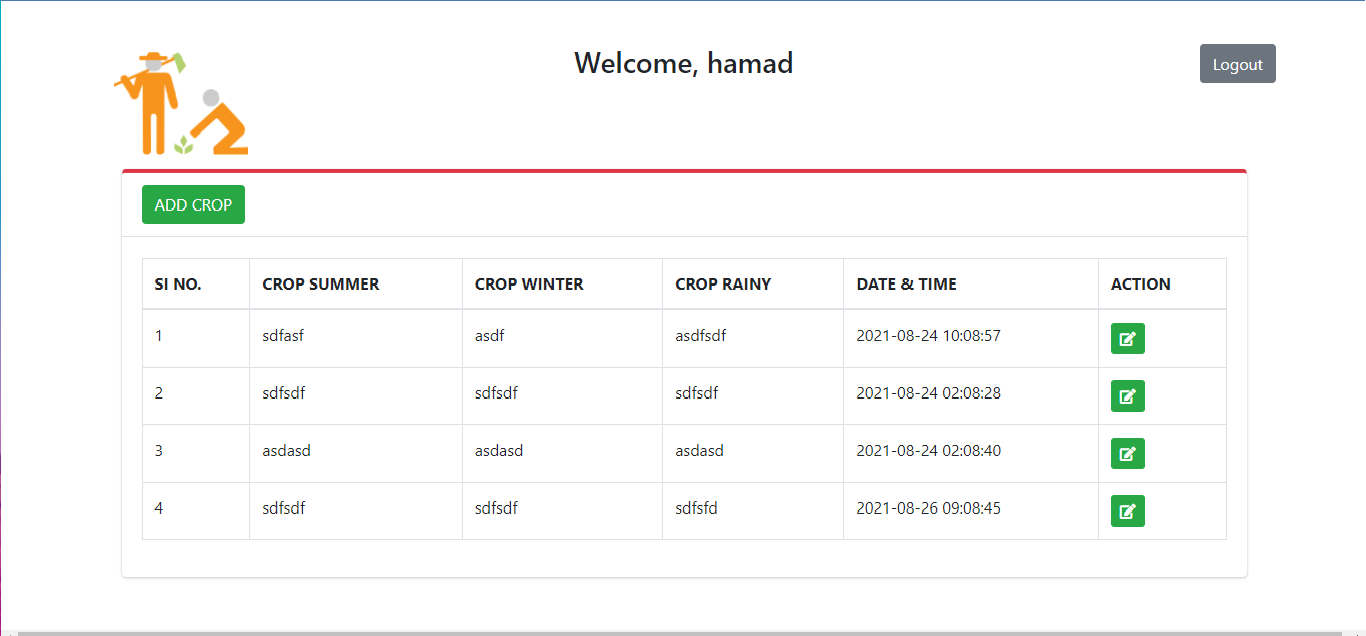 Welcome, hamad
Logout
ADD CROP
SI NO. CROP SUMMER CROP WINTER CROP RAINY DATE & TIME ACTION
1 sdfasf asdf asdfsdf 2021-08-24 10:08:57
2 sdfsdf sdfsdf sdfsdf 2021-08-24 02:08:28
3 asdasd asdasd asdasd 2021-08-24 02:08:40
4 sdfsdf sdfsdf sdfsfd 2021-08-26 09:08:45